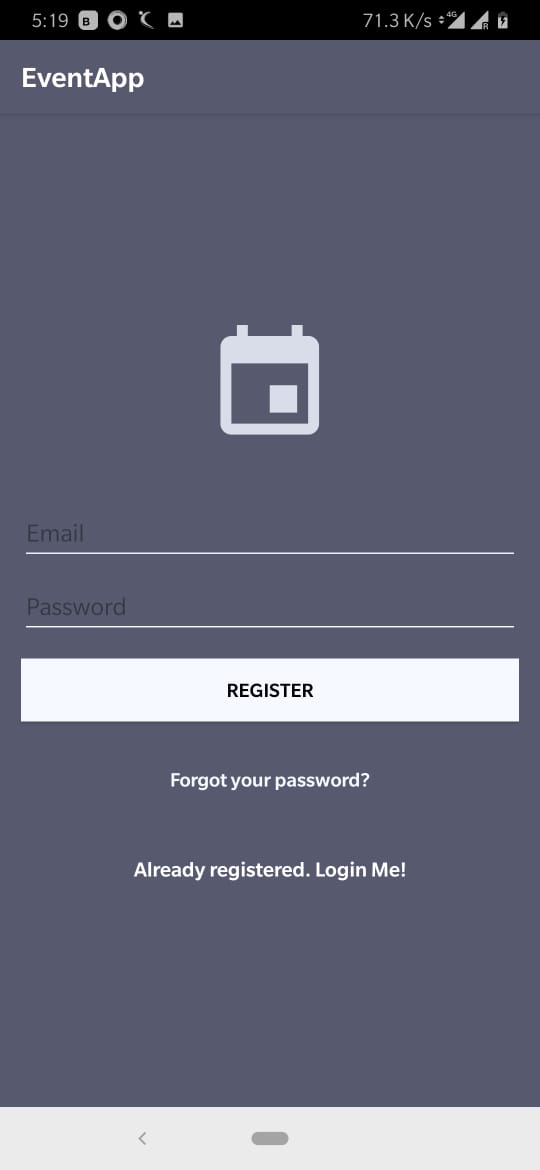 5:19 B 71.3 K/s 4G R
EventApp
Email
Password
REGISTER
Forgot your password?
Already registered. Login Me!